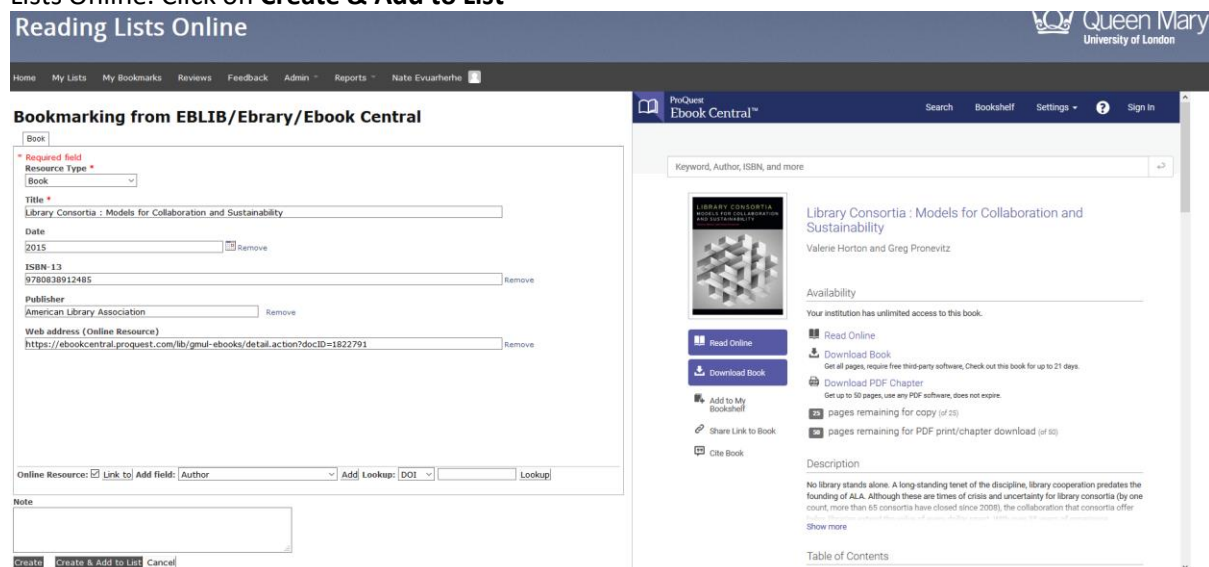 Lists Online. Click on Create & Add to List
Reading Lists Online
Queen Mary
University of London
Home My Lists My Bookmarks Reviews Feedback Admin Reports Nate Evuarherhe
Bookmarking from EBLIB/Ebrary/Ebook Central
Book
* Required field
Resource Type *
Book
Title *
Library Consortia : Models for Collaboration and Sustainability
Date
2015 Remove
ISBN-13
9780838912485 Remove
Publisher
American Library Association Remove
Web address (Online Resource)
https://ebookcentral.proquest.com/lib/gmul-ebooks/detail.action?docID=1822791 Remove
Online Resource: Link to Add field: Author Add Lookup: DOI Lookup
Note
Create Create & Add to List Cancel
ProQuest
Ebook Central™
Search Bookshelf Settings ? Sign In
Keyword, Author, ISBN, and more
LIBRARY CONSORTIA
MODELS FOR COLLABORATION
AND SUSTAINABILITY
Read Online
Download Book
Add to My
Bookshelf
Share Link to Book
Cite Book
Library Consortia : Models for Collaboration and
Sustainability
Valerie Horton and Greg Pronevitz
Availability
Your institution has unlimited access to this book.
Read Online
Download Book
Get all pages, require free third-party software, Check out this book for up to 21 days.
Download PDF Chapter
Get up to 50 pages, use any PDF software, does not expire.
25 pages remaining for copy (of 25)
50 pages remaining for PDF print/chapter download (of 50)
Description
No library stands alone. A long-standing tenet of the discipline, library cooperation predates the
founding of ALA. Although these are times of crisis and uncertainty for library consortia (by one
count, more than 65 consortia have closed since 2008), the collaboration that consortia offer
Show more
Table of Contents